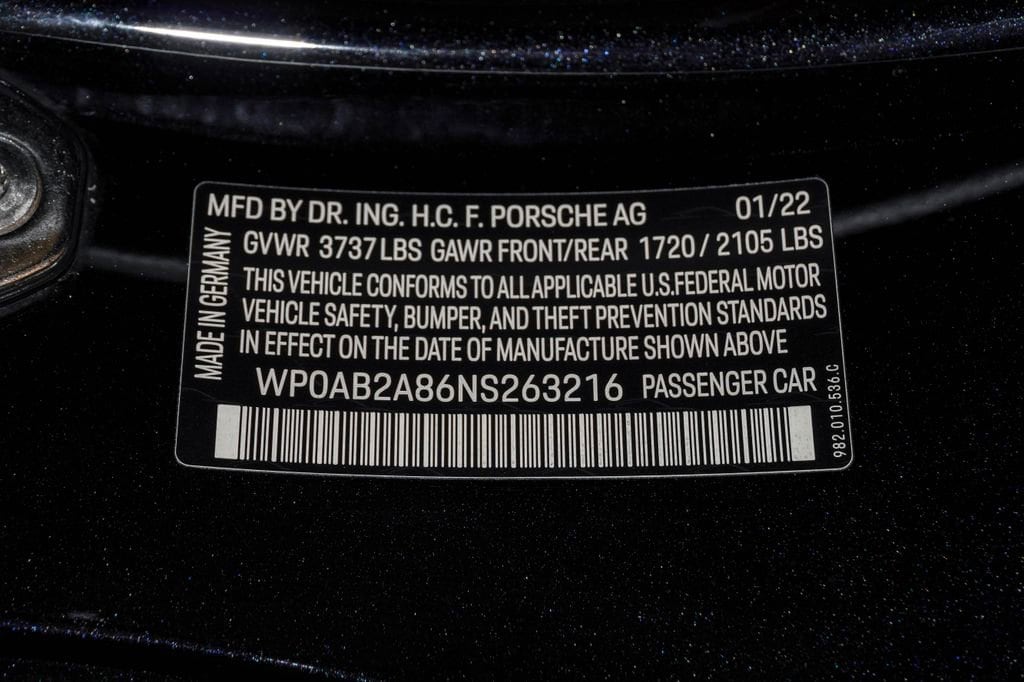 MFD BY DR. ING. H.C. F. PORSCHE AG 01/22
GVWR 3737 LBS GAWR FRONT/REAR 1720 / 2105 LBS
THIS VEHICLE CONFORMS TO ALL APPLICABLE U.S.FEDERAL MOTOR
VEHICLE SAFETY, BUMPER, AND THEFT PREVENTION STANDARDS
IN EFFECT ON THE DATE OF MANUFACTURE SHOWN ABOVE
WP0AB2A86NS263216 PASSENGER CAR
MADE IN GERMANY
982.010.536.C